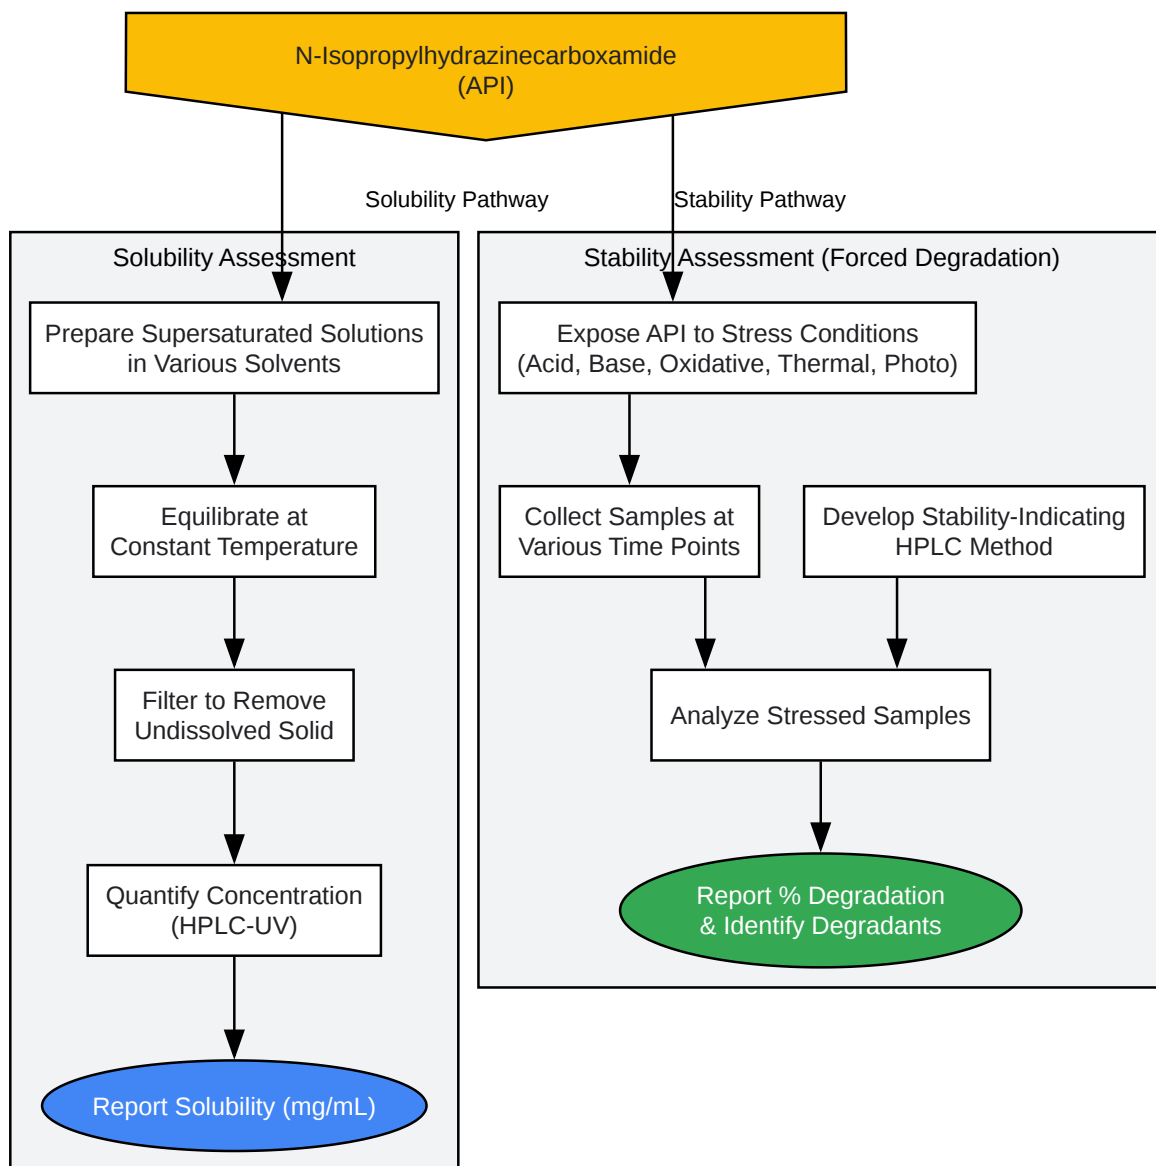 N-Isopropylhydrazinecarboxamide
(API)
Solubility Pathway
Stability Pathway
Solubility Assessment
Prepare Supersaturated Solutions
in Various Solvents
Equilibrate at
Constant Temperature
Filter to Remove
Undissolved Solid
Quantify Concentration
(HPLC-UV)
Report Solubility (mg/mL)
Stability Assessment (Forced Degradation)
Expose API to Stress Conditions
(Acid, Base, Oxidative, Thermal, Photo)
Collect Samples at
Various Time Points
Develop Stability-Indicating
HPLC Method
Analyze Stressed Samples
Report % Degradation
& Identify Degradants